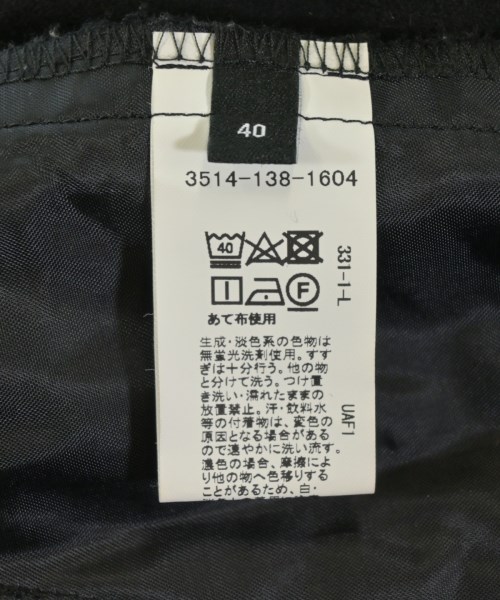 40
3514-138-1604
40
F
あて布使用
331-1-L
生成・淡色系の色物は
無蛍光洗剤使用。すす
ぎは十分行う。他の物
と分けて洗う。つけ置
き洗い・濡れたままの
放置禁止。汗・飲料水
等の付着物は、変色の
原因となる場合がある
ので速やかに洗い流す。
濃色の場合、摩擦によ
り他の物へ色移りする
ことがあるため、白・
UAF1